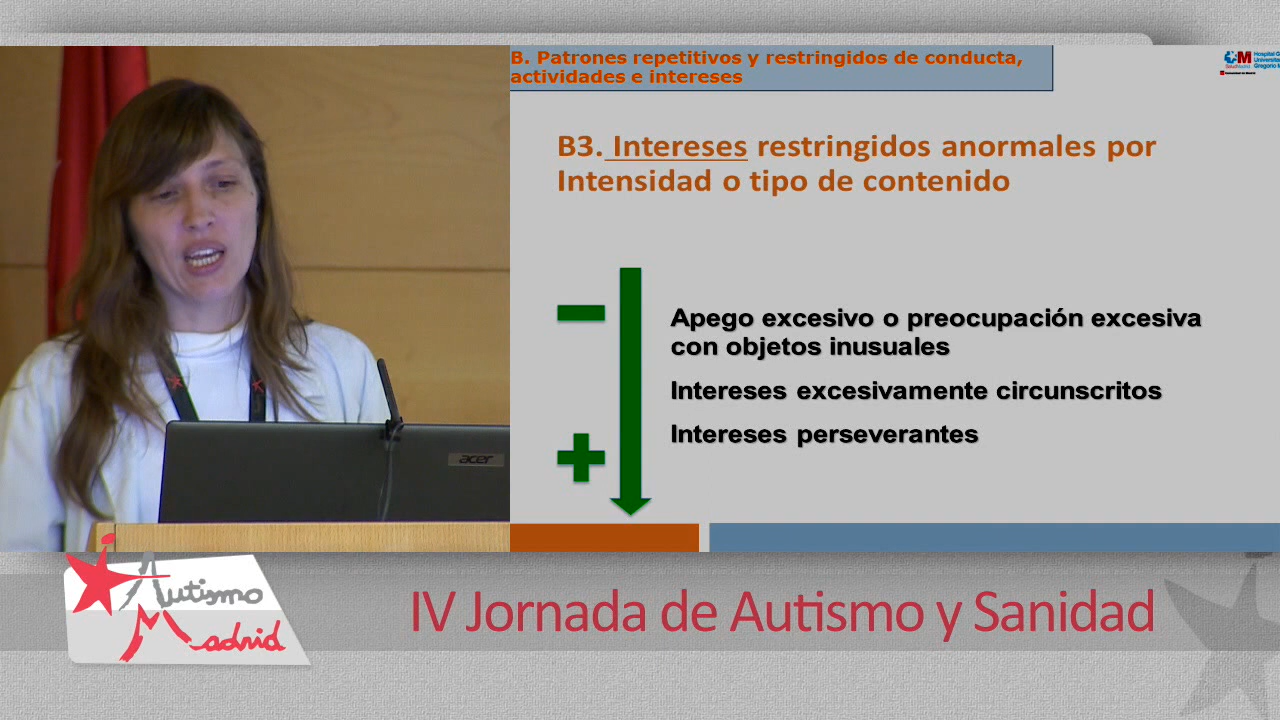 B. Patrones repetitivos y restringidos de conducta,
actividades e intereses
B3. Intereses restringidos anormales por
Intensidad o tipo de contenido
Apego excesivo o preocupación excesiva
con objetos inusuales
Intereses excesivamente circunscritos
Intereses perseverantes
acer
Autismo
Madrid
IV Jornada de Autismo y Sanidad